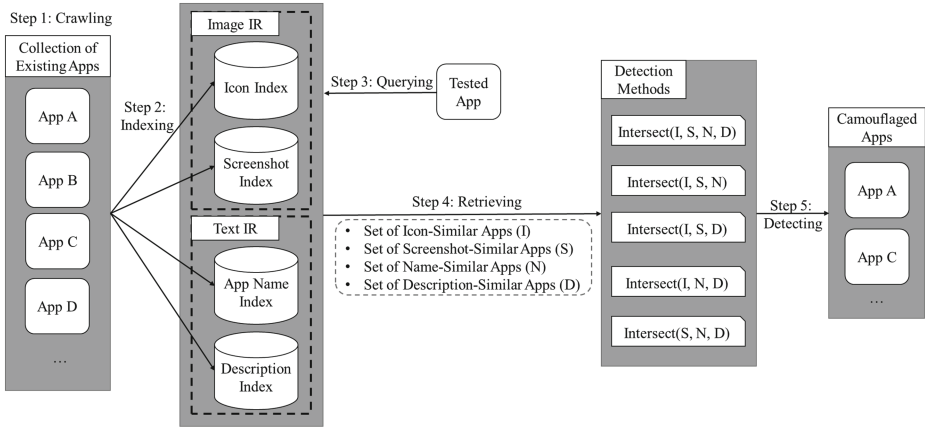 Step 1: Crawling
Collection of
Existing Apps
App A
App B
App C
App D
…
Step 2:
Indexing
Image IR
Icon Index
Screenshot
Index
Text IR
App Name
Index
Description
Index
Step 3: Querying
Tested
App
Step 4: Retrieving
• Set of Icon-Similar Apps (I)
• Set of Screenshot-Similar Apps (S)
• Set of Name-Similar Apps (N)
• Set of Description-Similar Apps (D)
Detection
Methods
Intersect(I, S, N, D)
Intersect(I, S, N)
Intersect(I, S, D)
Intersect(I, N, D)
Intersect(S, N, D)
Step 5:
Detecting
Camouflaged
Apps
App A
App C
…